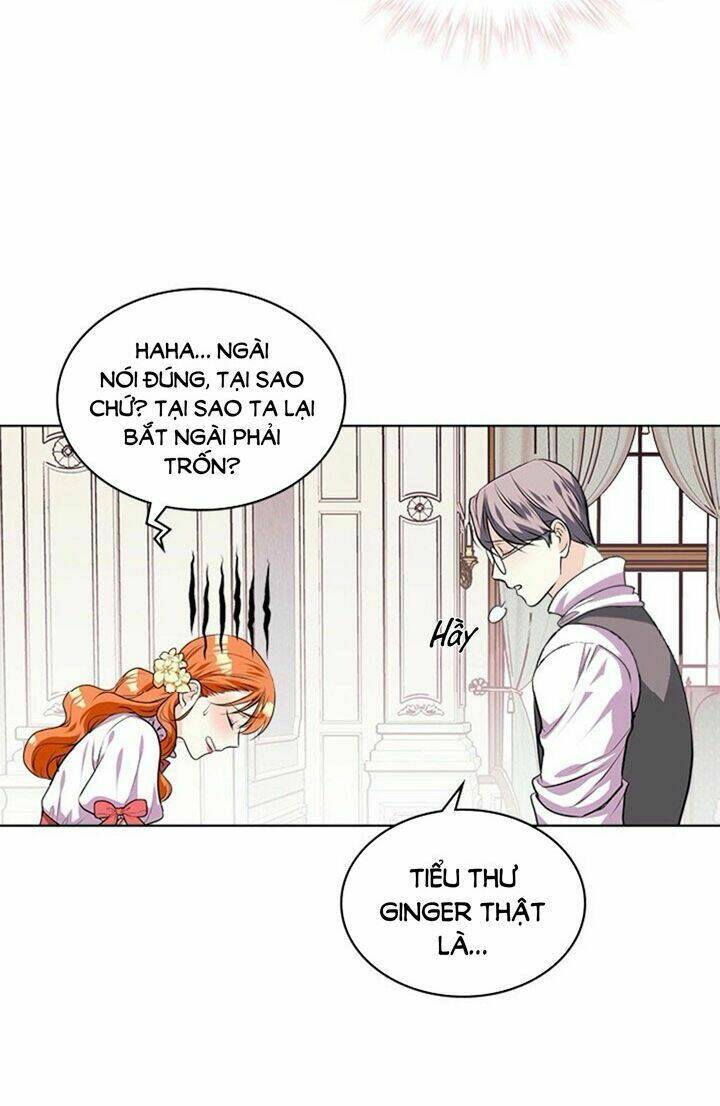 HAHA... NGÀI
NÓI ĐÚNG, TẠI SAO
CHỨ? TẠI SAO TA LẠI
BẮT NGÀI PHẢI
TRỐN?
Hầy
TIỂU THƯ
GINGER THẬT
LÀ...